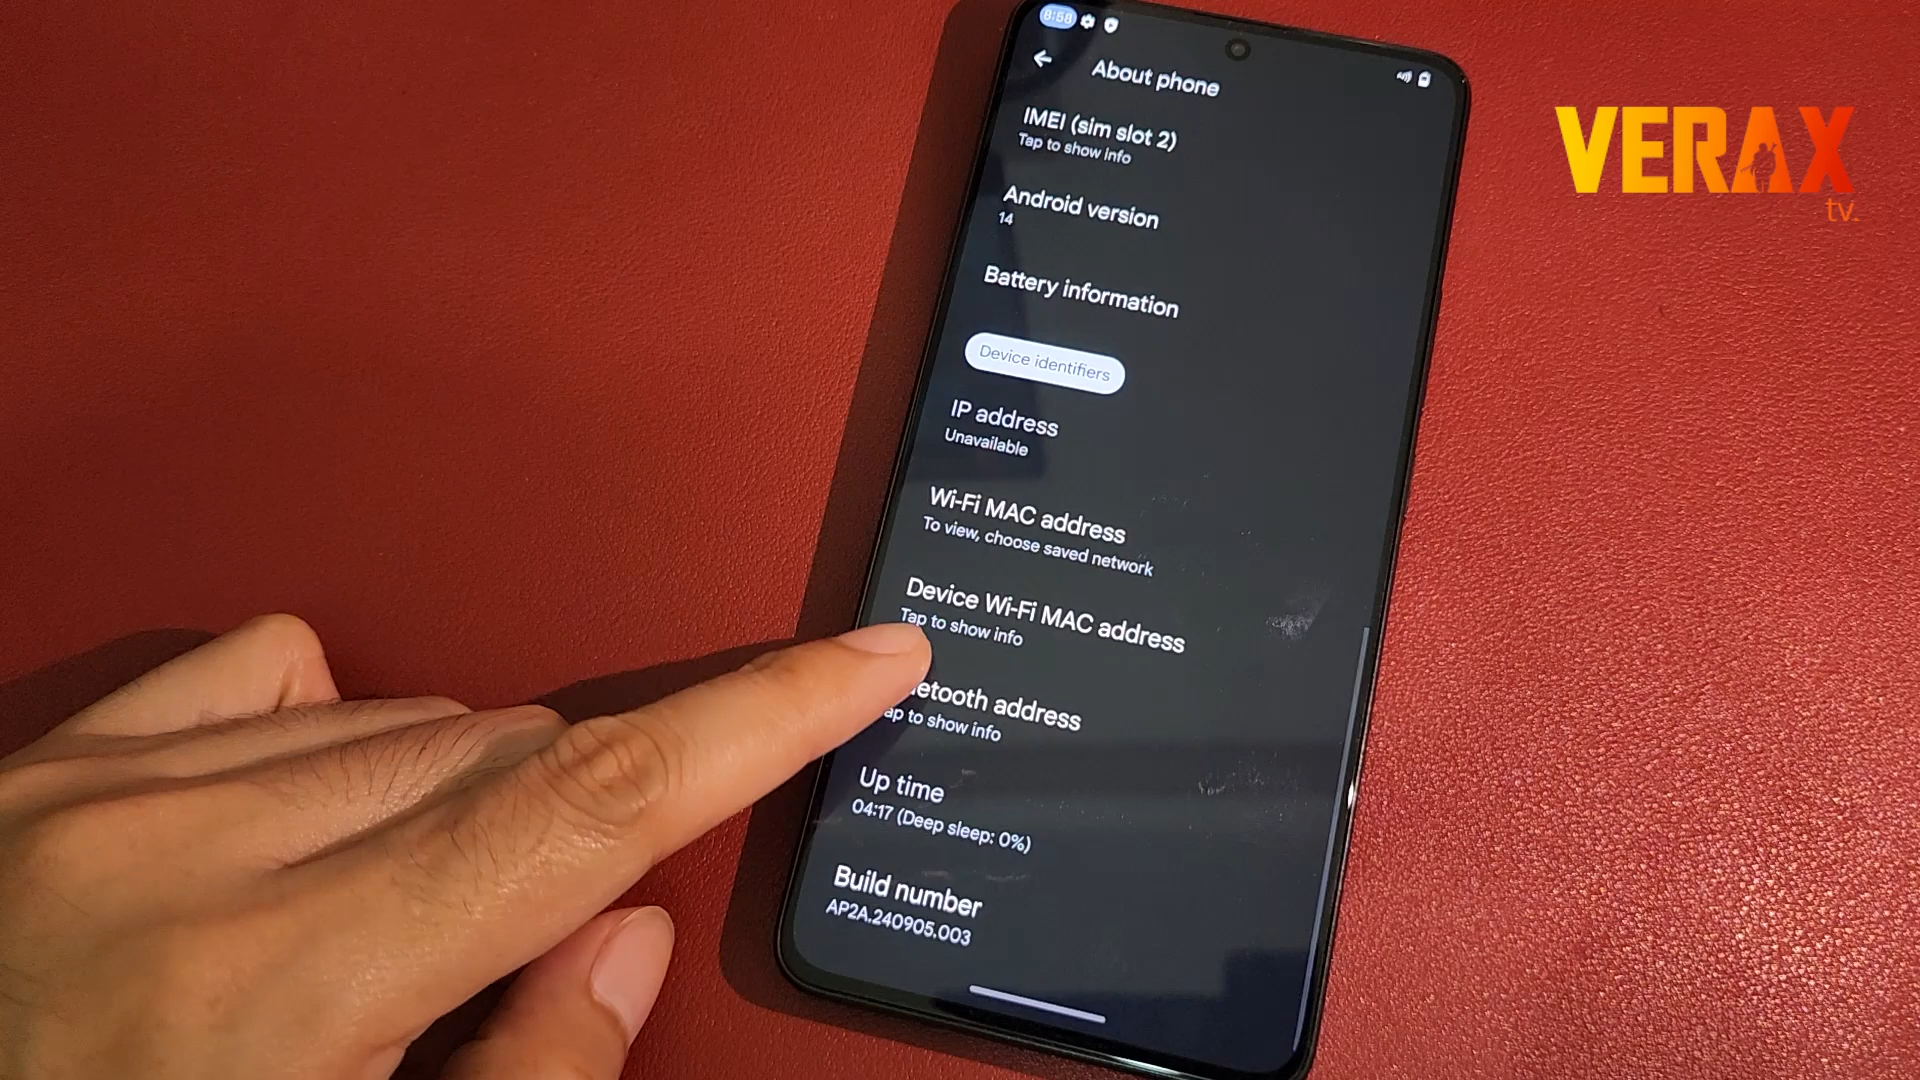 8:58
About phone
IMEI (sim slot 2)
Tap to show info
Android version
14
Battery information
Device identifiers
IP address
Unavailable
Wi-Fi MAC address
To view, choose saved network
Device Wi-Fi MAC address
Tap to show info
etooth address
ap to show info
Up time
04:17 (Deep sleep: 0%)
Build number
AP2A.240905.003
VERAX
tv.